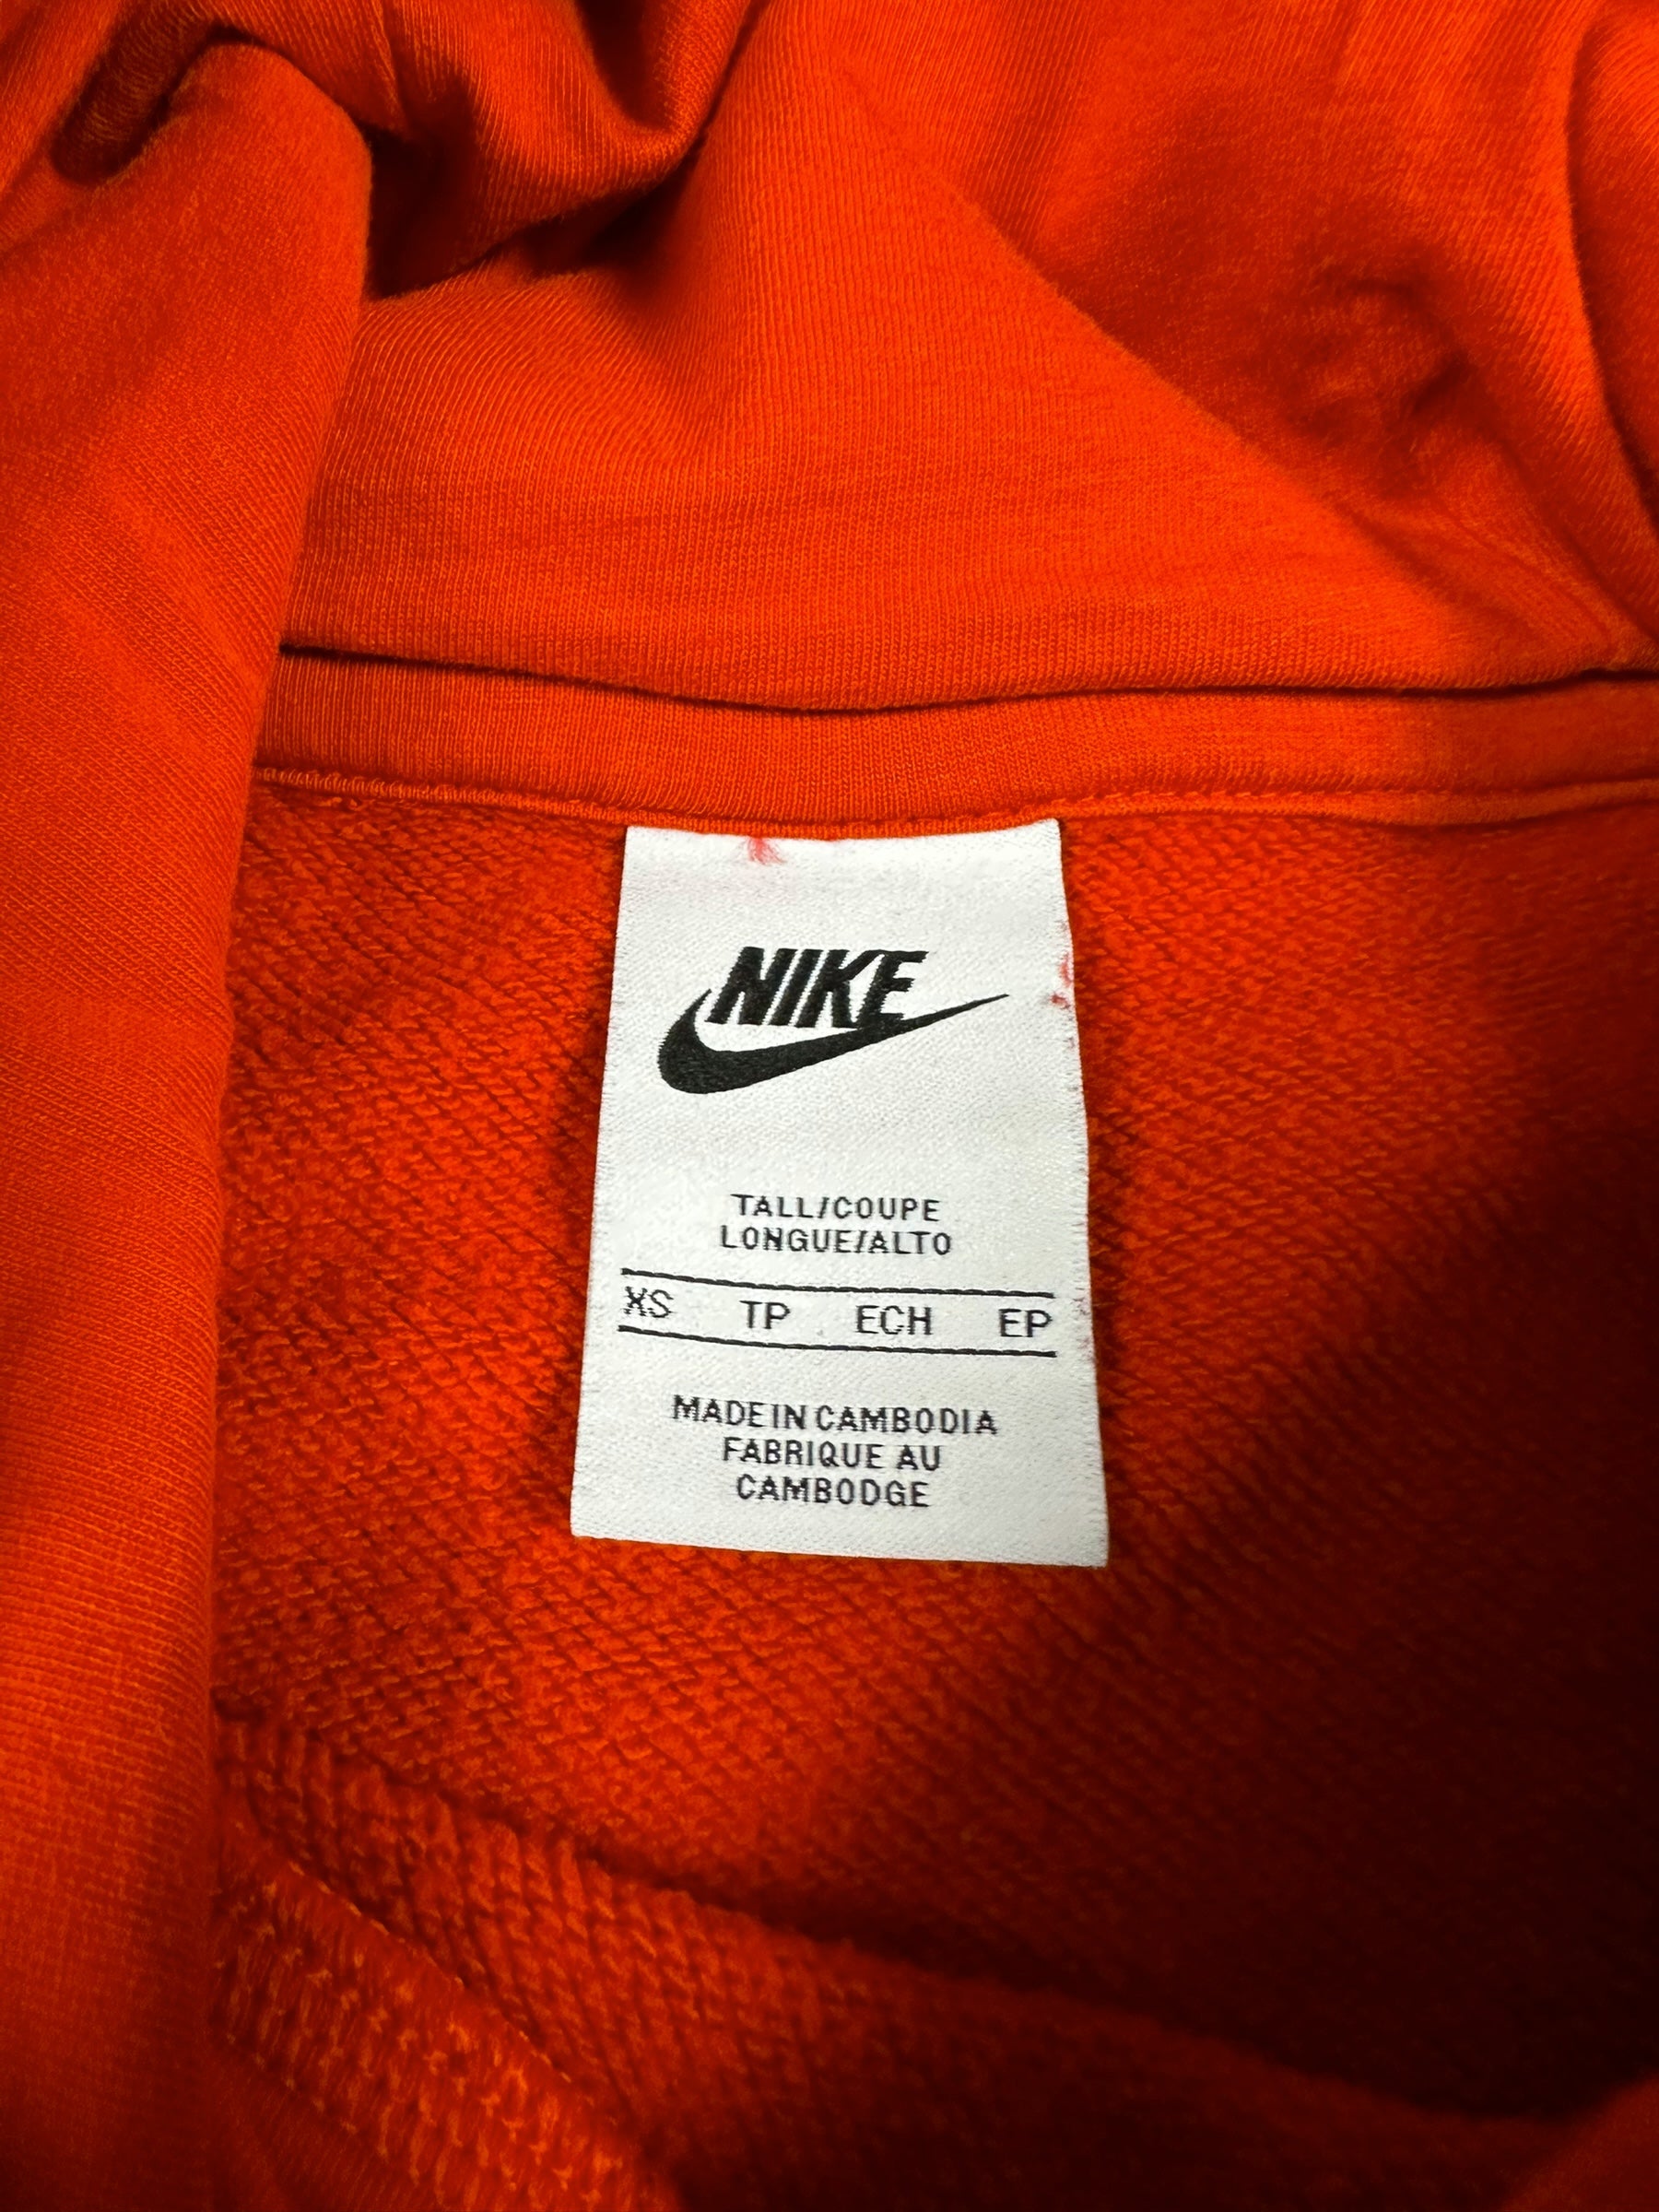 NIKE
TALL/COUPE
LONGUE/ALTO
XS TP ECH EP
MADE IN CAMBODIA
FABRIQUE AU
CAMBODGE